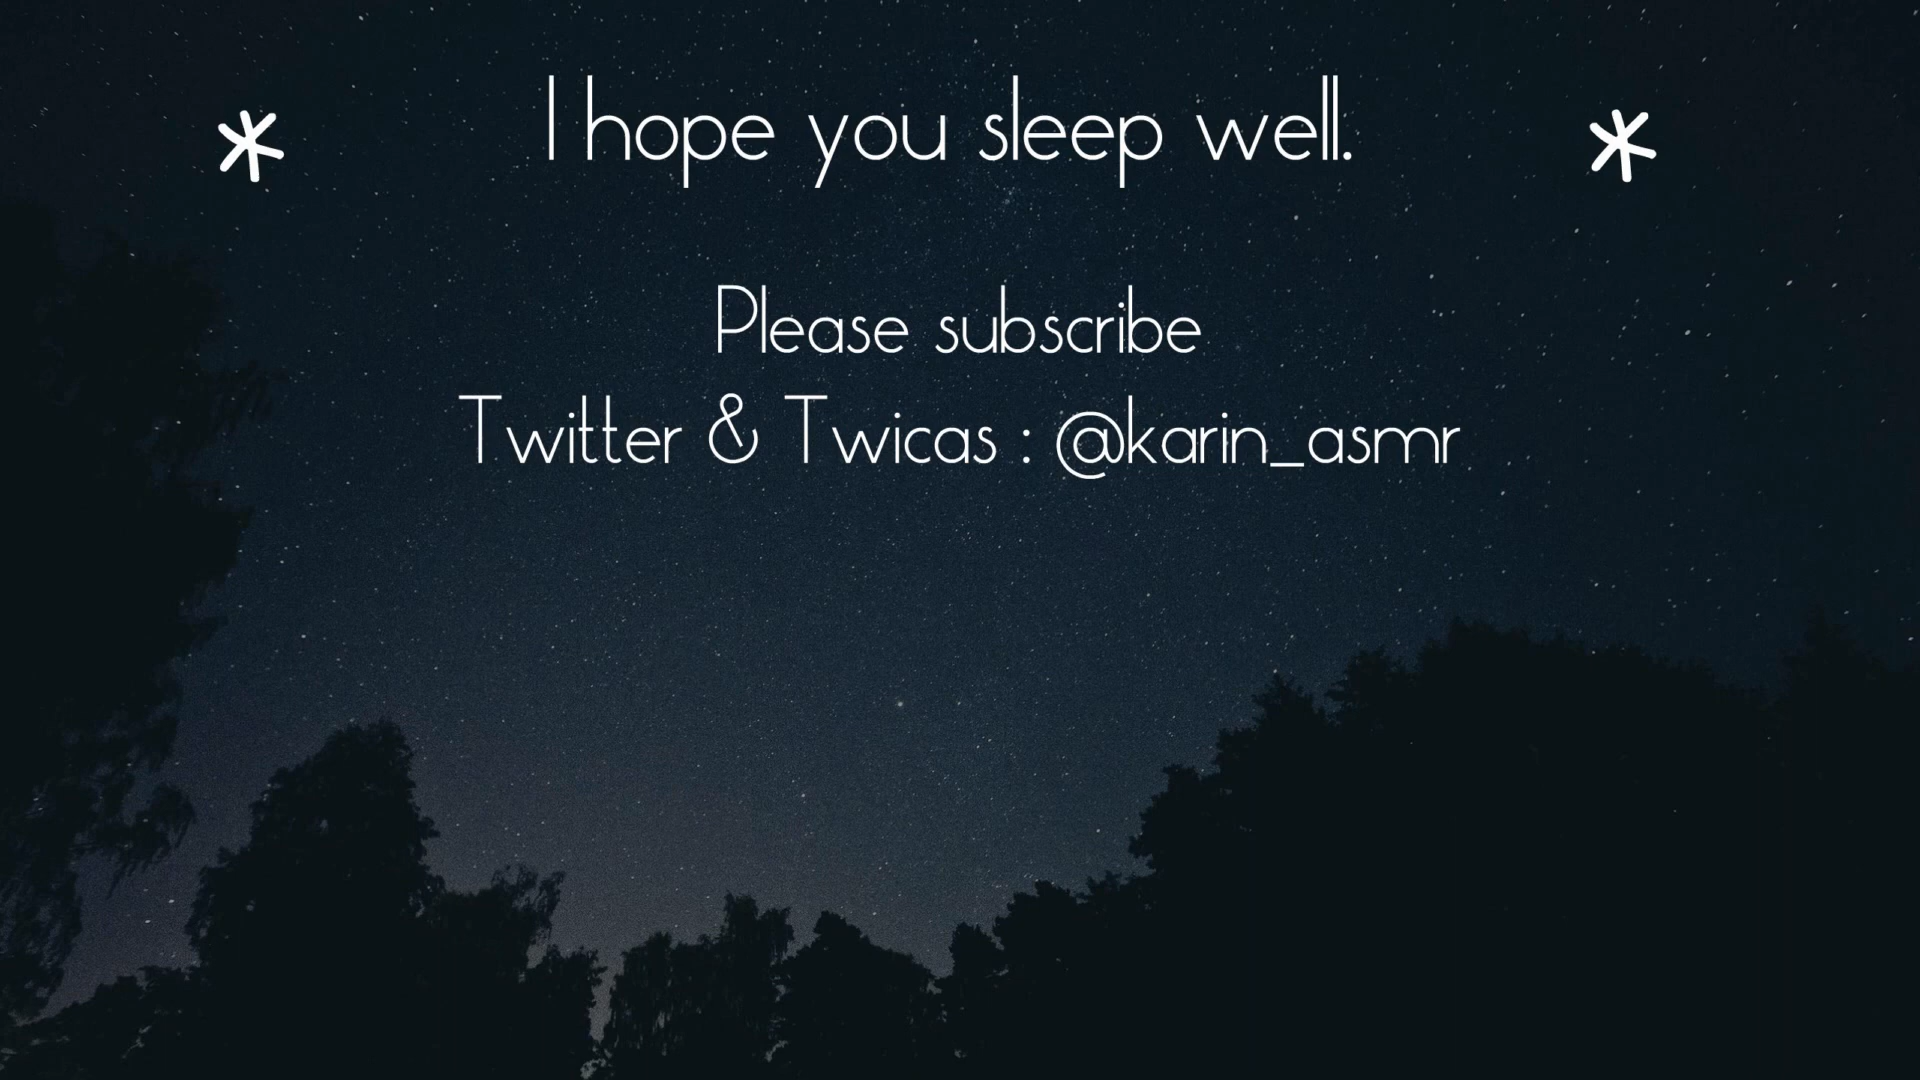 * I hope you sleep well. *
Please subscribe
Twitter & Twicas : @karin_asmr